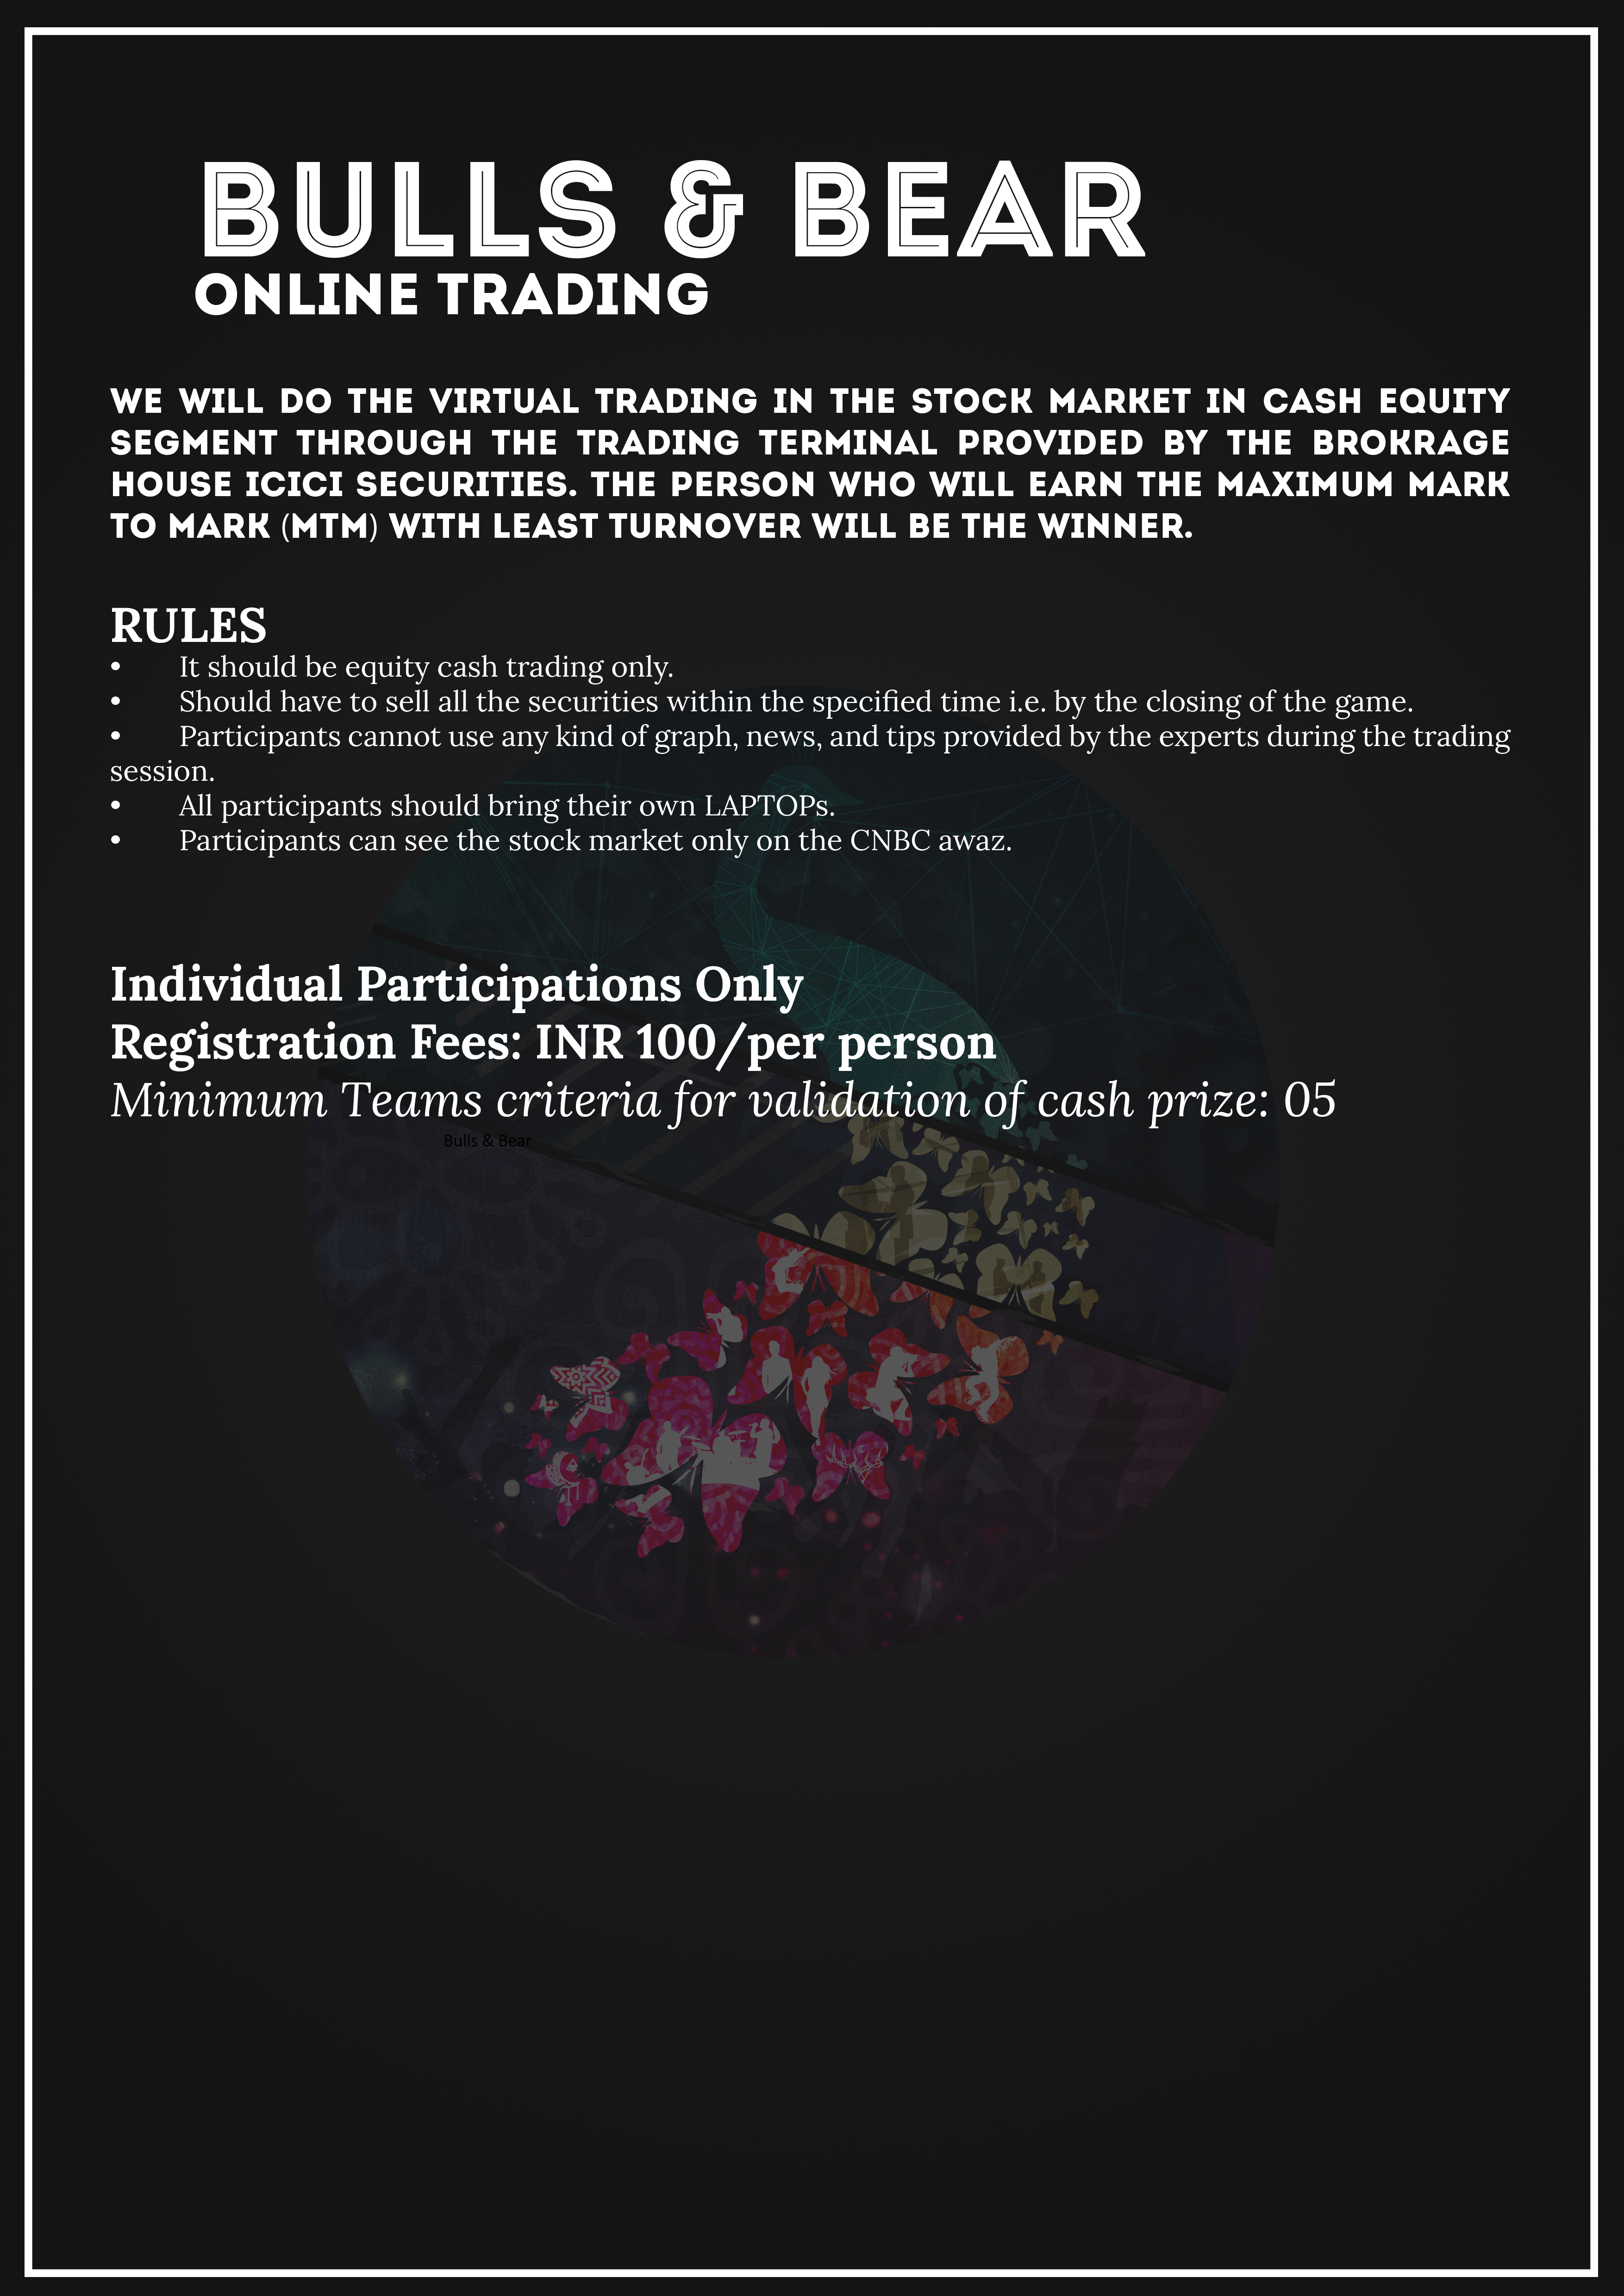 BULLS & BEAR
ONLINE TRADING
WE WILL DO THE VIRTUAL TRADING IN THE STOCK MARKET IN CASH EQUITY
SEGMENT THROUGH THE TRADING TERMINAL PROVIDED BY THE BROKRAGE
HOUSE ICICI SECURITIES. THE PERSON WHO WILL EARN THE MAXIMUM MARK
TO MARK (MTM) WITH LEAST TURNOVER WILL BE THE WINNER.
RULES
• It should be equity cash trading only.
• Should have to sell all the securities within the specified time i.e. by the closing of the game.
• Participants cannot use any kind of graph, news, and tips provided by the experts during the trading
session.
• All participants should bring their own LAPTOPs.
• Participants can see the stock market only on the CNBC awaz.
Individual Participations Only
Registration Fees: INR 100/per person
Minimum Teams criteria for validation of cash prize: 05
Bulls & Bear